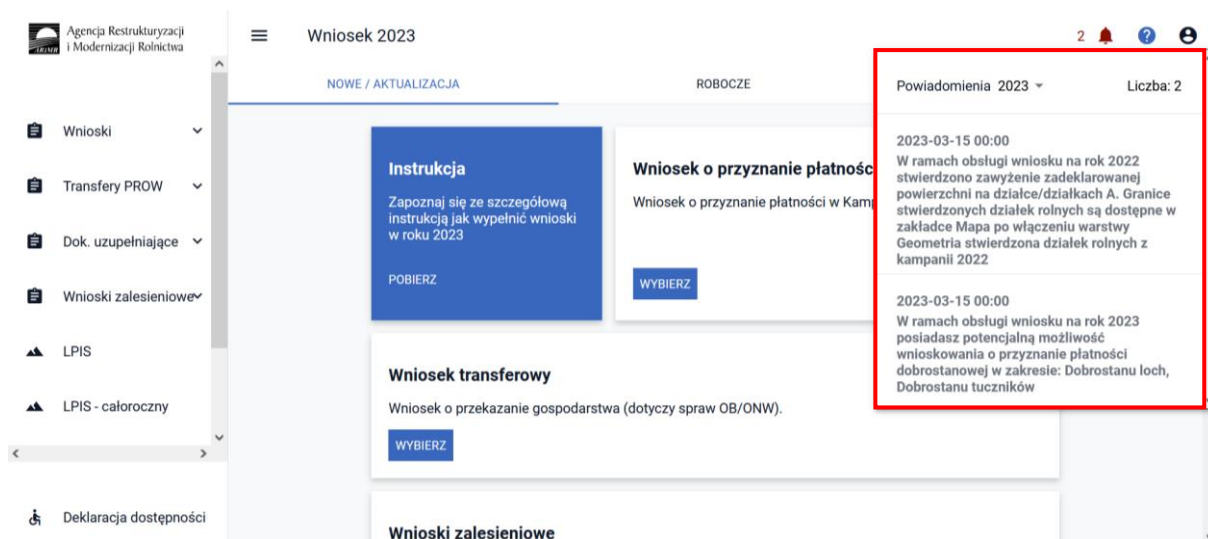 Agencja Restrukturyzacji
i Modernizacji Rolnictwa
ARiMR
Wnioski
Transfery PROW
Dok. uzupełniające
Wnioski zalesieniowe
LPIS
LPIS - całoroczny
Deklaracja dostępności
Wniosek 2023
2
?
NOWE / AKTUALIZACJA
ROBOCZE
Instrukcja
Zapoznaj się ze szczegółową
instrukcją jak wypełnić wnioski
w roku 2023
POBIERZ
Wniosek o przyznanie płatnośc
Wniosek o przyznanie płatności w Kam
WYBIERZ
Wniosek transferowy
Wniosek o przekazanie gospodarstwa (dotyczy spraw OB/ONW).
WYBIERZ
Wnioski zalesieniowe
Powiadomienia 2023
Liczba: 2
2023-03-15 00:00
W ramach obsługi wniosku na rok 2022
stwierdzono zawyżenie zadeklarowanej
powierzchni na działce/działkach A. Granice
stwierdzonych działek rolnych są dostępne w
zakładce Mapa po włączeniu warstwy
Geometria stwierdzona działek rolnych z
kampanii 2022
2023-03-15 00:00
W ramach obsługi wniosku na rok 2023
posiadasz potencjalną możliwość
wnioskowania o przyznanie płatności
dobrostanowej w zakresie: Dobrostanu loch,
Dobrostanu tuczników